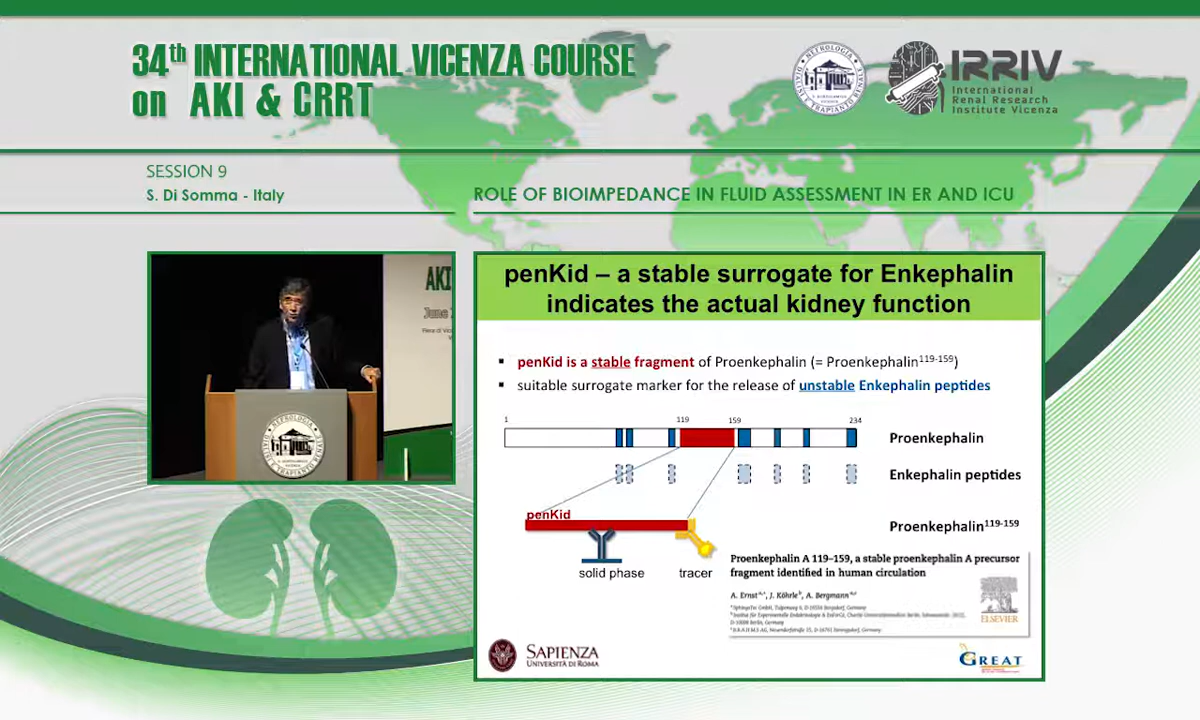 34th INTERNATIONAL VICENZA COURSE
on AKI & CRRT
IRRIV
International
Renal Research
Institute Vicenza
SESSION 9
S. Di Somma - Italy
ROLE OF BIOIMPEDANCE IN FLUID ASSESSMENT IN ER AND ICU
AKI
June
penKid – a stable surrogate for Enkephalin
indicates the actual kidney function
▪ penKid is a stable fragment of Proenkephalin (= Proenkephalin119-159)
▪ suitable surrogate marker for the release of unstable Enkephalin peptides
1 119 159 234
Proenkephalin
Enkephalin peptides
penKid
Proenkephalin119-159
solid phase tracer
Proenkephalin A 119–159, a stable proenkephalin A precursor
fragment identified in human circulation
A. Ernst, J. Köhrle, A. Bergmann
ELSEVIER
SAPIENZA
UNIVERSITÀ DI ROMA
GREAT
NEFROLOGIA
VICENZA